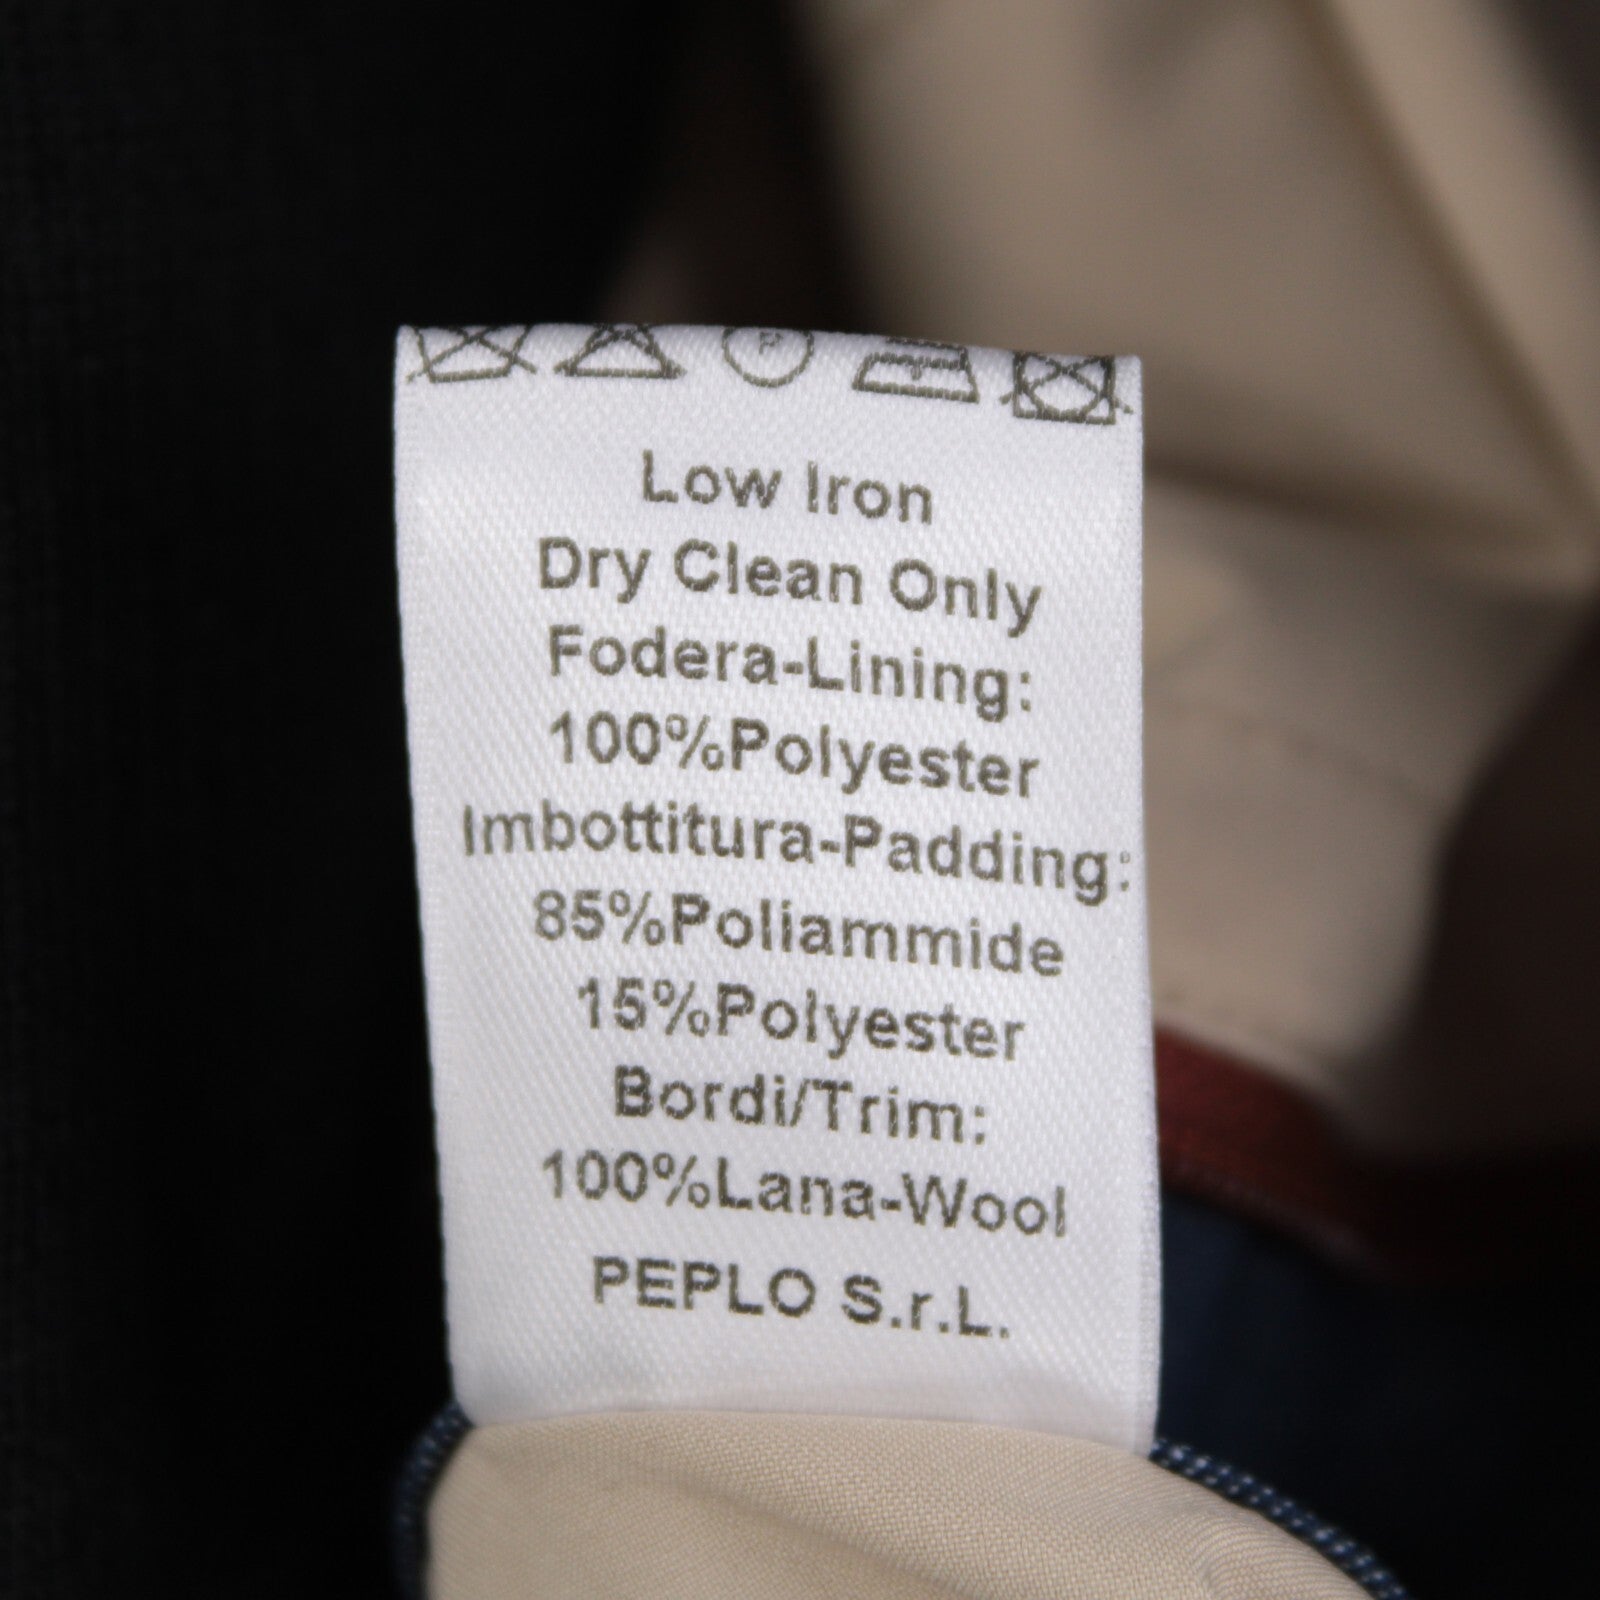 P
Low Iron
Dry Clean Only
Fodera-Lining:
100%Polyester
Imbottitura-Padding:
85%Poliammide
15%Polyester
Bordi/Trim:
100%Lana-Wool
PEPLO S.r.L.